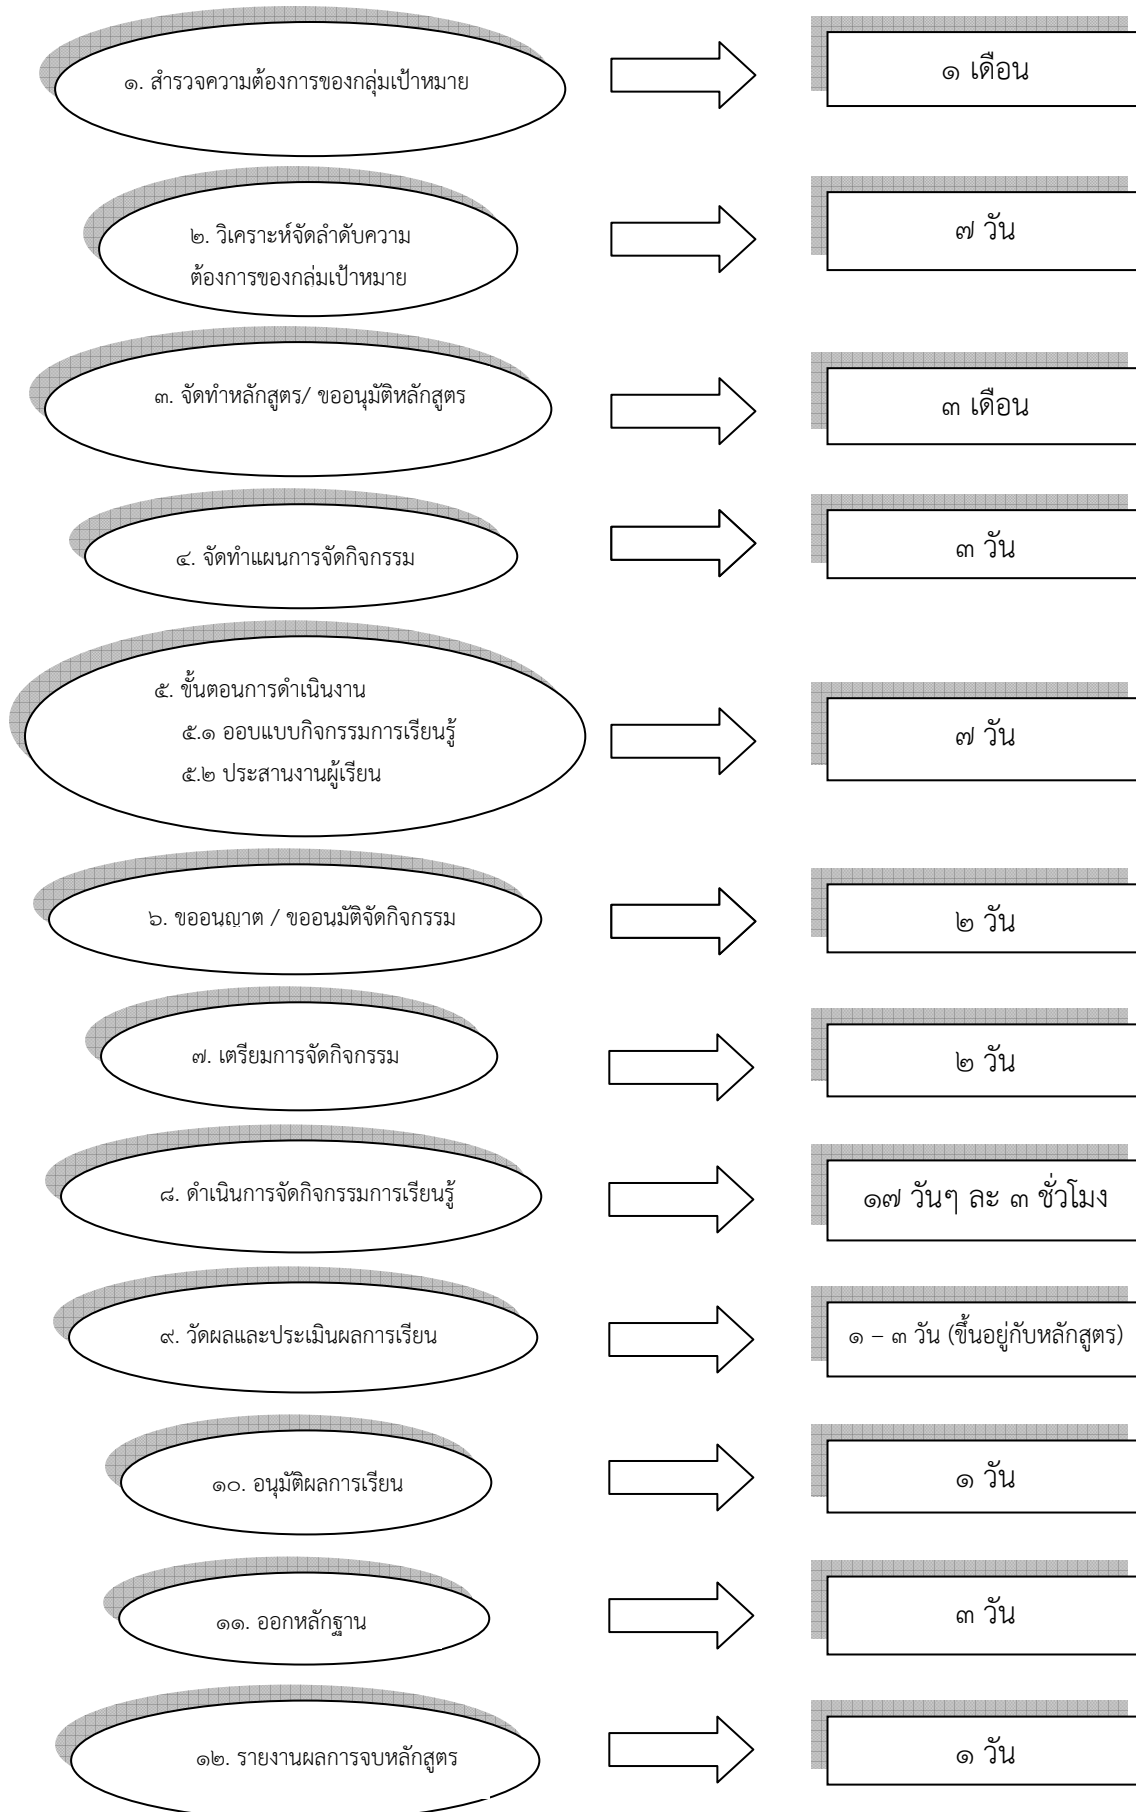 ๑. สำรวจความต้องการของกลุ่มเป้าหมาย
๑ เดือน
๒. วิเคราะห์จัดลำดับความ
ต้องการของกลุ่มเป้าหมาย
๗ วัน
๓. จัดทำหลักสูตร/ ขออนุมัติหลักสูตร
๓ เดือน
๔. จัดทำแผนการจัดกิจกรรม
๓ วัน
๕. ขั้นตอนการดำเนินงาน
๕.๑ ออบแบบกิจกรรมการเรียนรู้
๕.๒ ประสานงานผู้เรียน
๗ วัน
๖. ขออนุญาต / ขออนุมัติจัดกิจกรรม
๒ วัน
๗. เตรียมการจัดกิจกรรม
๒ วัน
๘. ดำเนินการจัดกิจกรรมการเรียนรู้
๑๗ วันๆ ละ ๓ ชั่วโมง
๙. วัดผลและประเมินผลการเรียน
๑ – ๓ วัน (ขึ้นอยู่กับหลักสูตร)
๑๐. อนุมัติผลการเรียน
๑ วัน
๑๑. ออกหลักฐาน
๓ วัน
๑๒. รายงานผลการจบหลักสูตร
๑ วัน